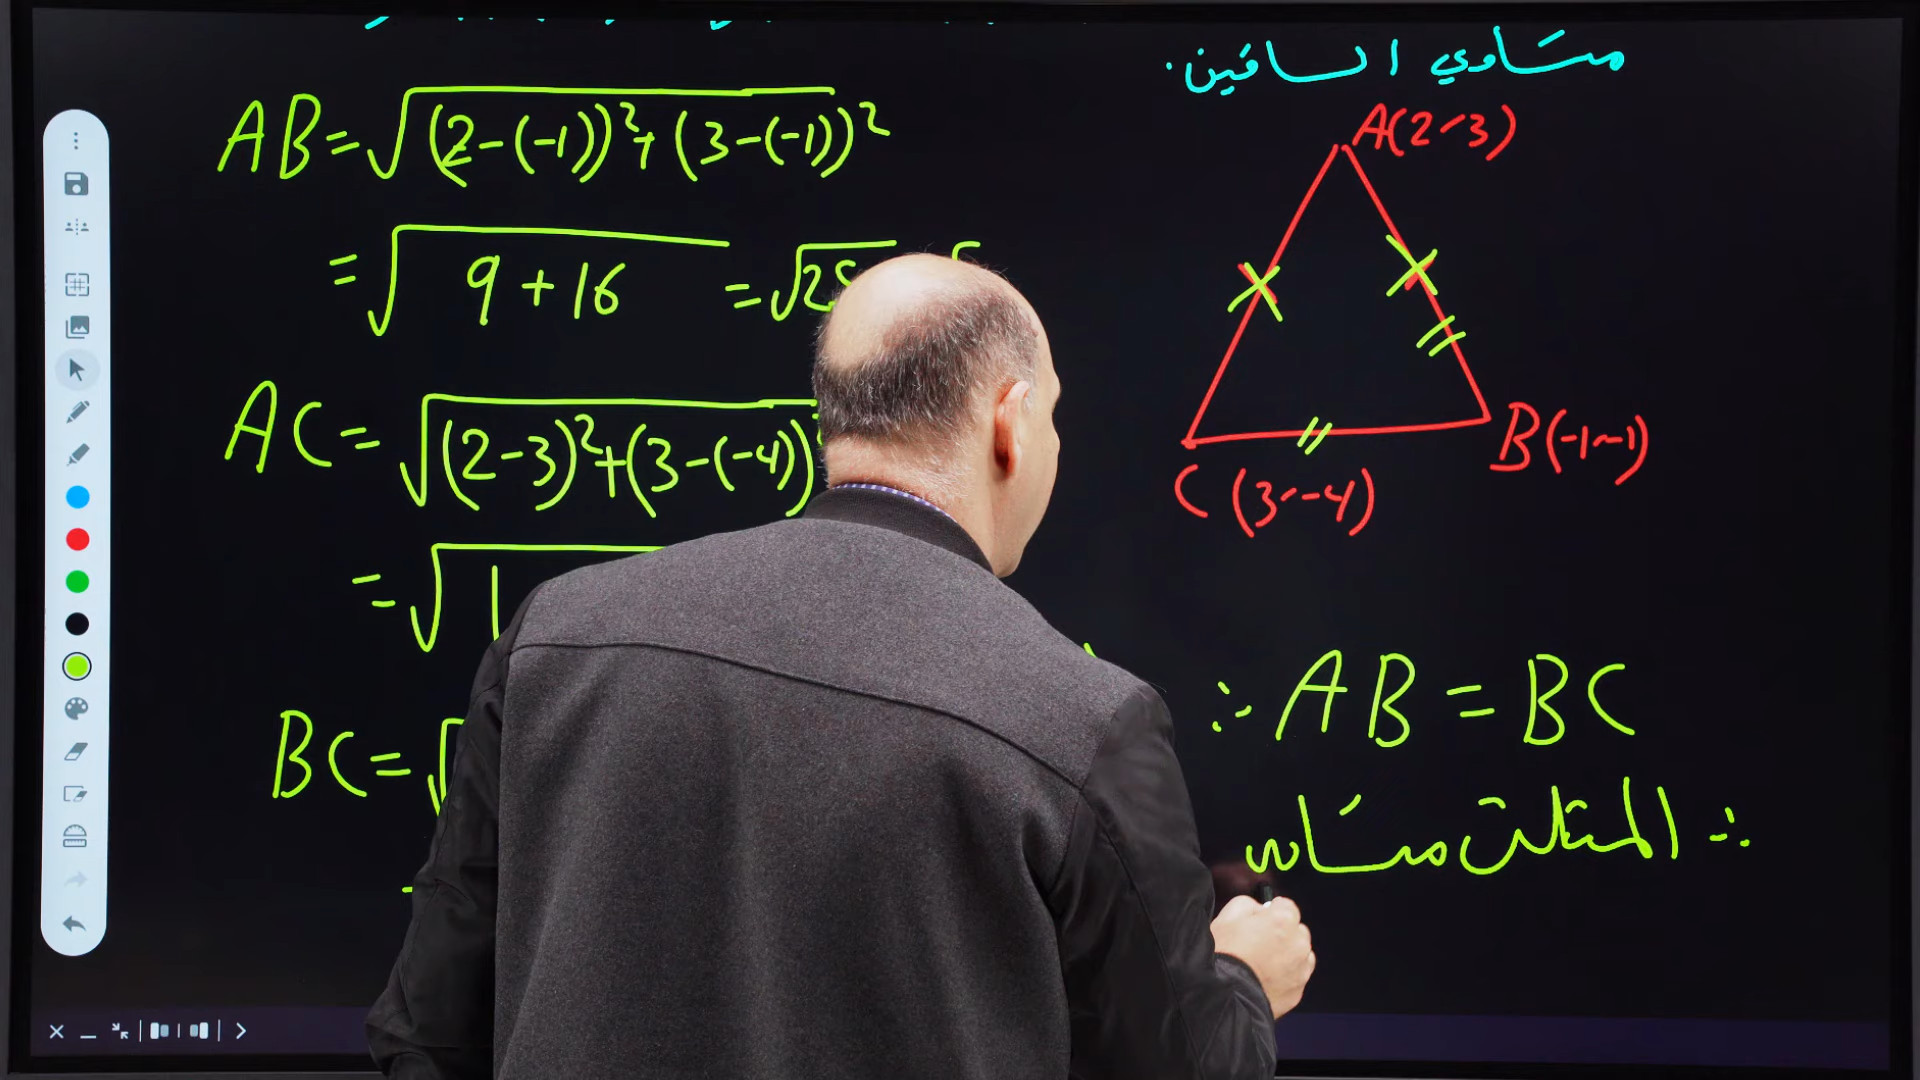 متساوي الساقين.
AB = √(2-(-1))² + (3-(-1))²
= √9 + 16 = √25
AC = √(2-3)² + (3-(-4))
= √1
BC = √
A(2،3)
B(-1،-1)
C(3،-4)
∴ AB = BC
∴ المثلث متساو